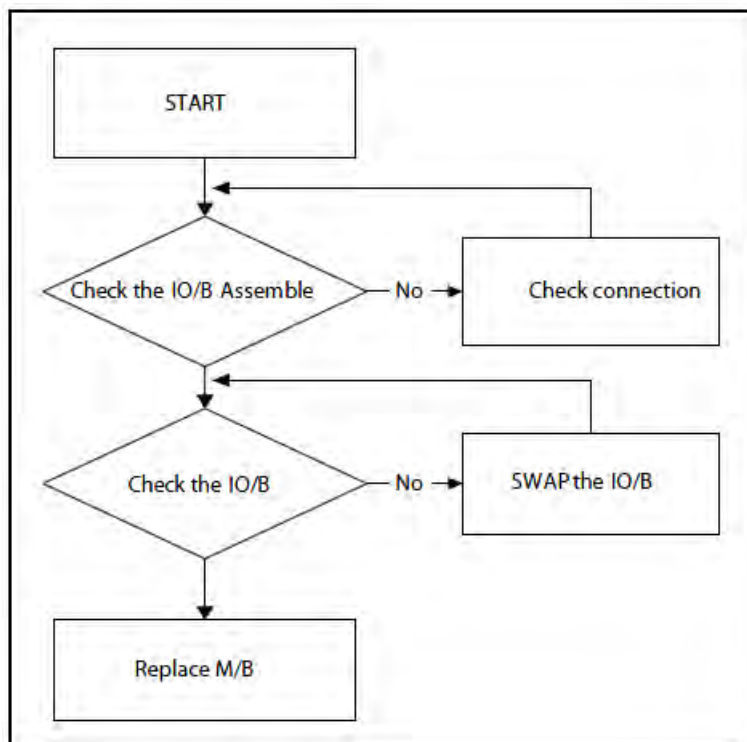 START
Check the IO/B Assemble
No
Check connection
Check the IO/B
No
SWAP the IO/B
Replace M/B